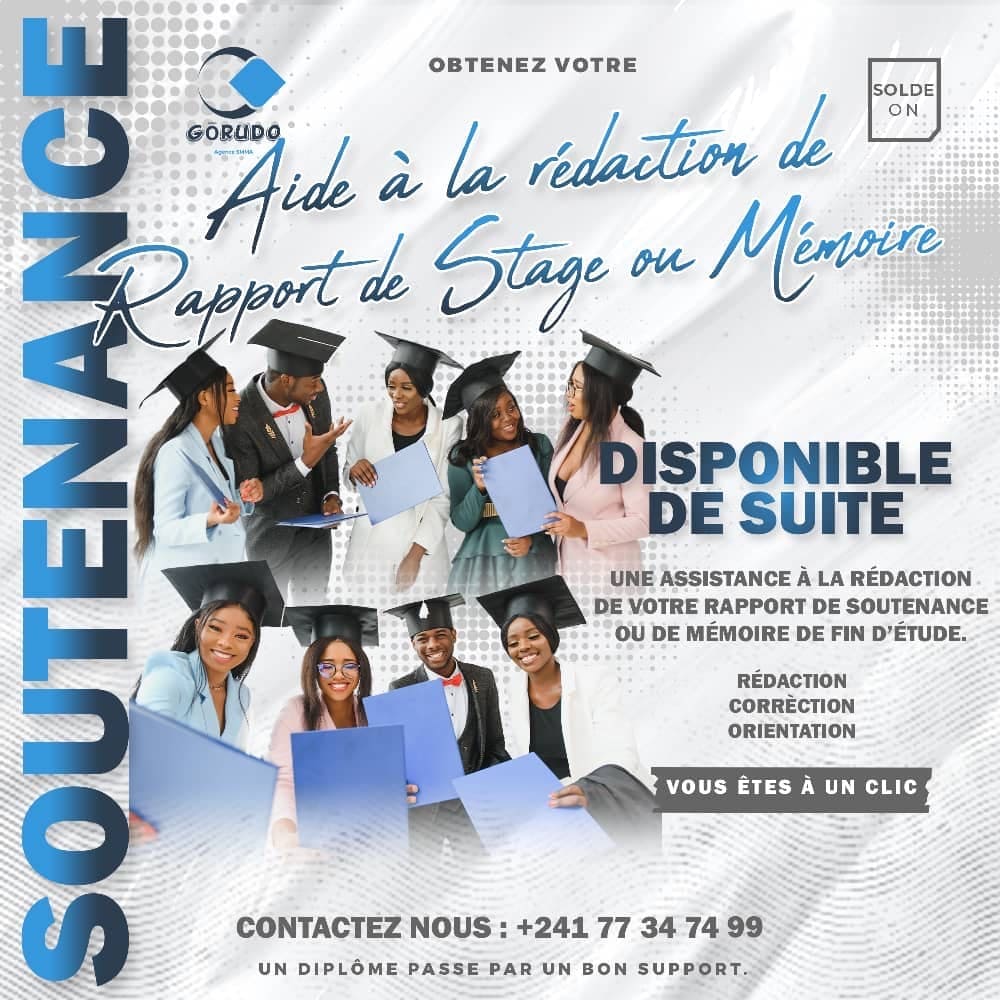 SOUTENANCE
GORUDO
Agence SMMA
OBTENEZ VOTRE
SOLDE
ON
Aide à la rédaction de
Rapport de Stage ou Mémoire
DISPONIBLE
DE SUITE
UNE ASSISTANCE À LA RÉDACTION
DE VOTRE RAPPORT DE SOUTENANCE
OU DE MÉMOIRE DE FIN D'ÉTUDE.
RÉDACTION
CORRÈCTION
ORIENTATION
VOUS ÊTES À UN CLIC
CONTACTEZ NOUS : +241 77 34 74 99
UN DIPLÔME PASSE PAR UN BON SUPPORT.